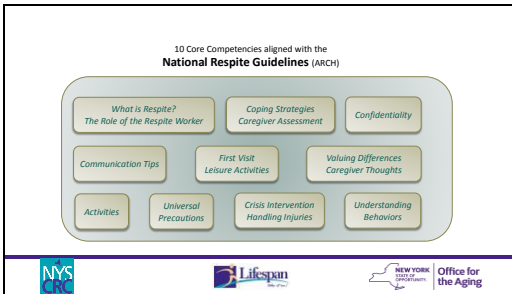 10 Core Competencies aligned with the
National Respite Guidelines (ARCH)
What is Respite?
The Role of the Respite Worker
Coping Strategies
Caregiver Assessment
Confidentiality
Communication Tips
First Visit
Leisure Activities
Valuing Differences
Caregiver Thoughts
Activities
Universal
Precautions
Crisis Intervention
Handling Injuries
Understanding
Behaviors
NYS
CRC
Lifespan
NEW YORK
STATE OF
OPPORTUNITY.
Office for
the Aging